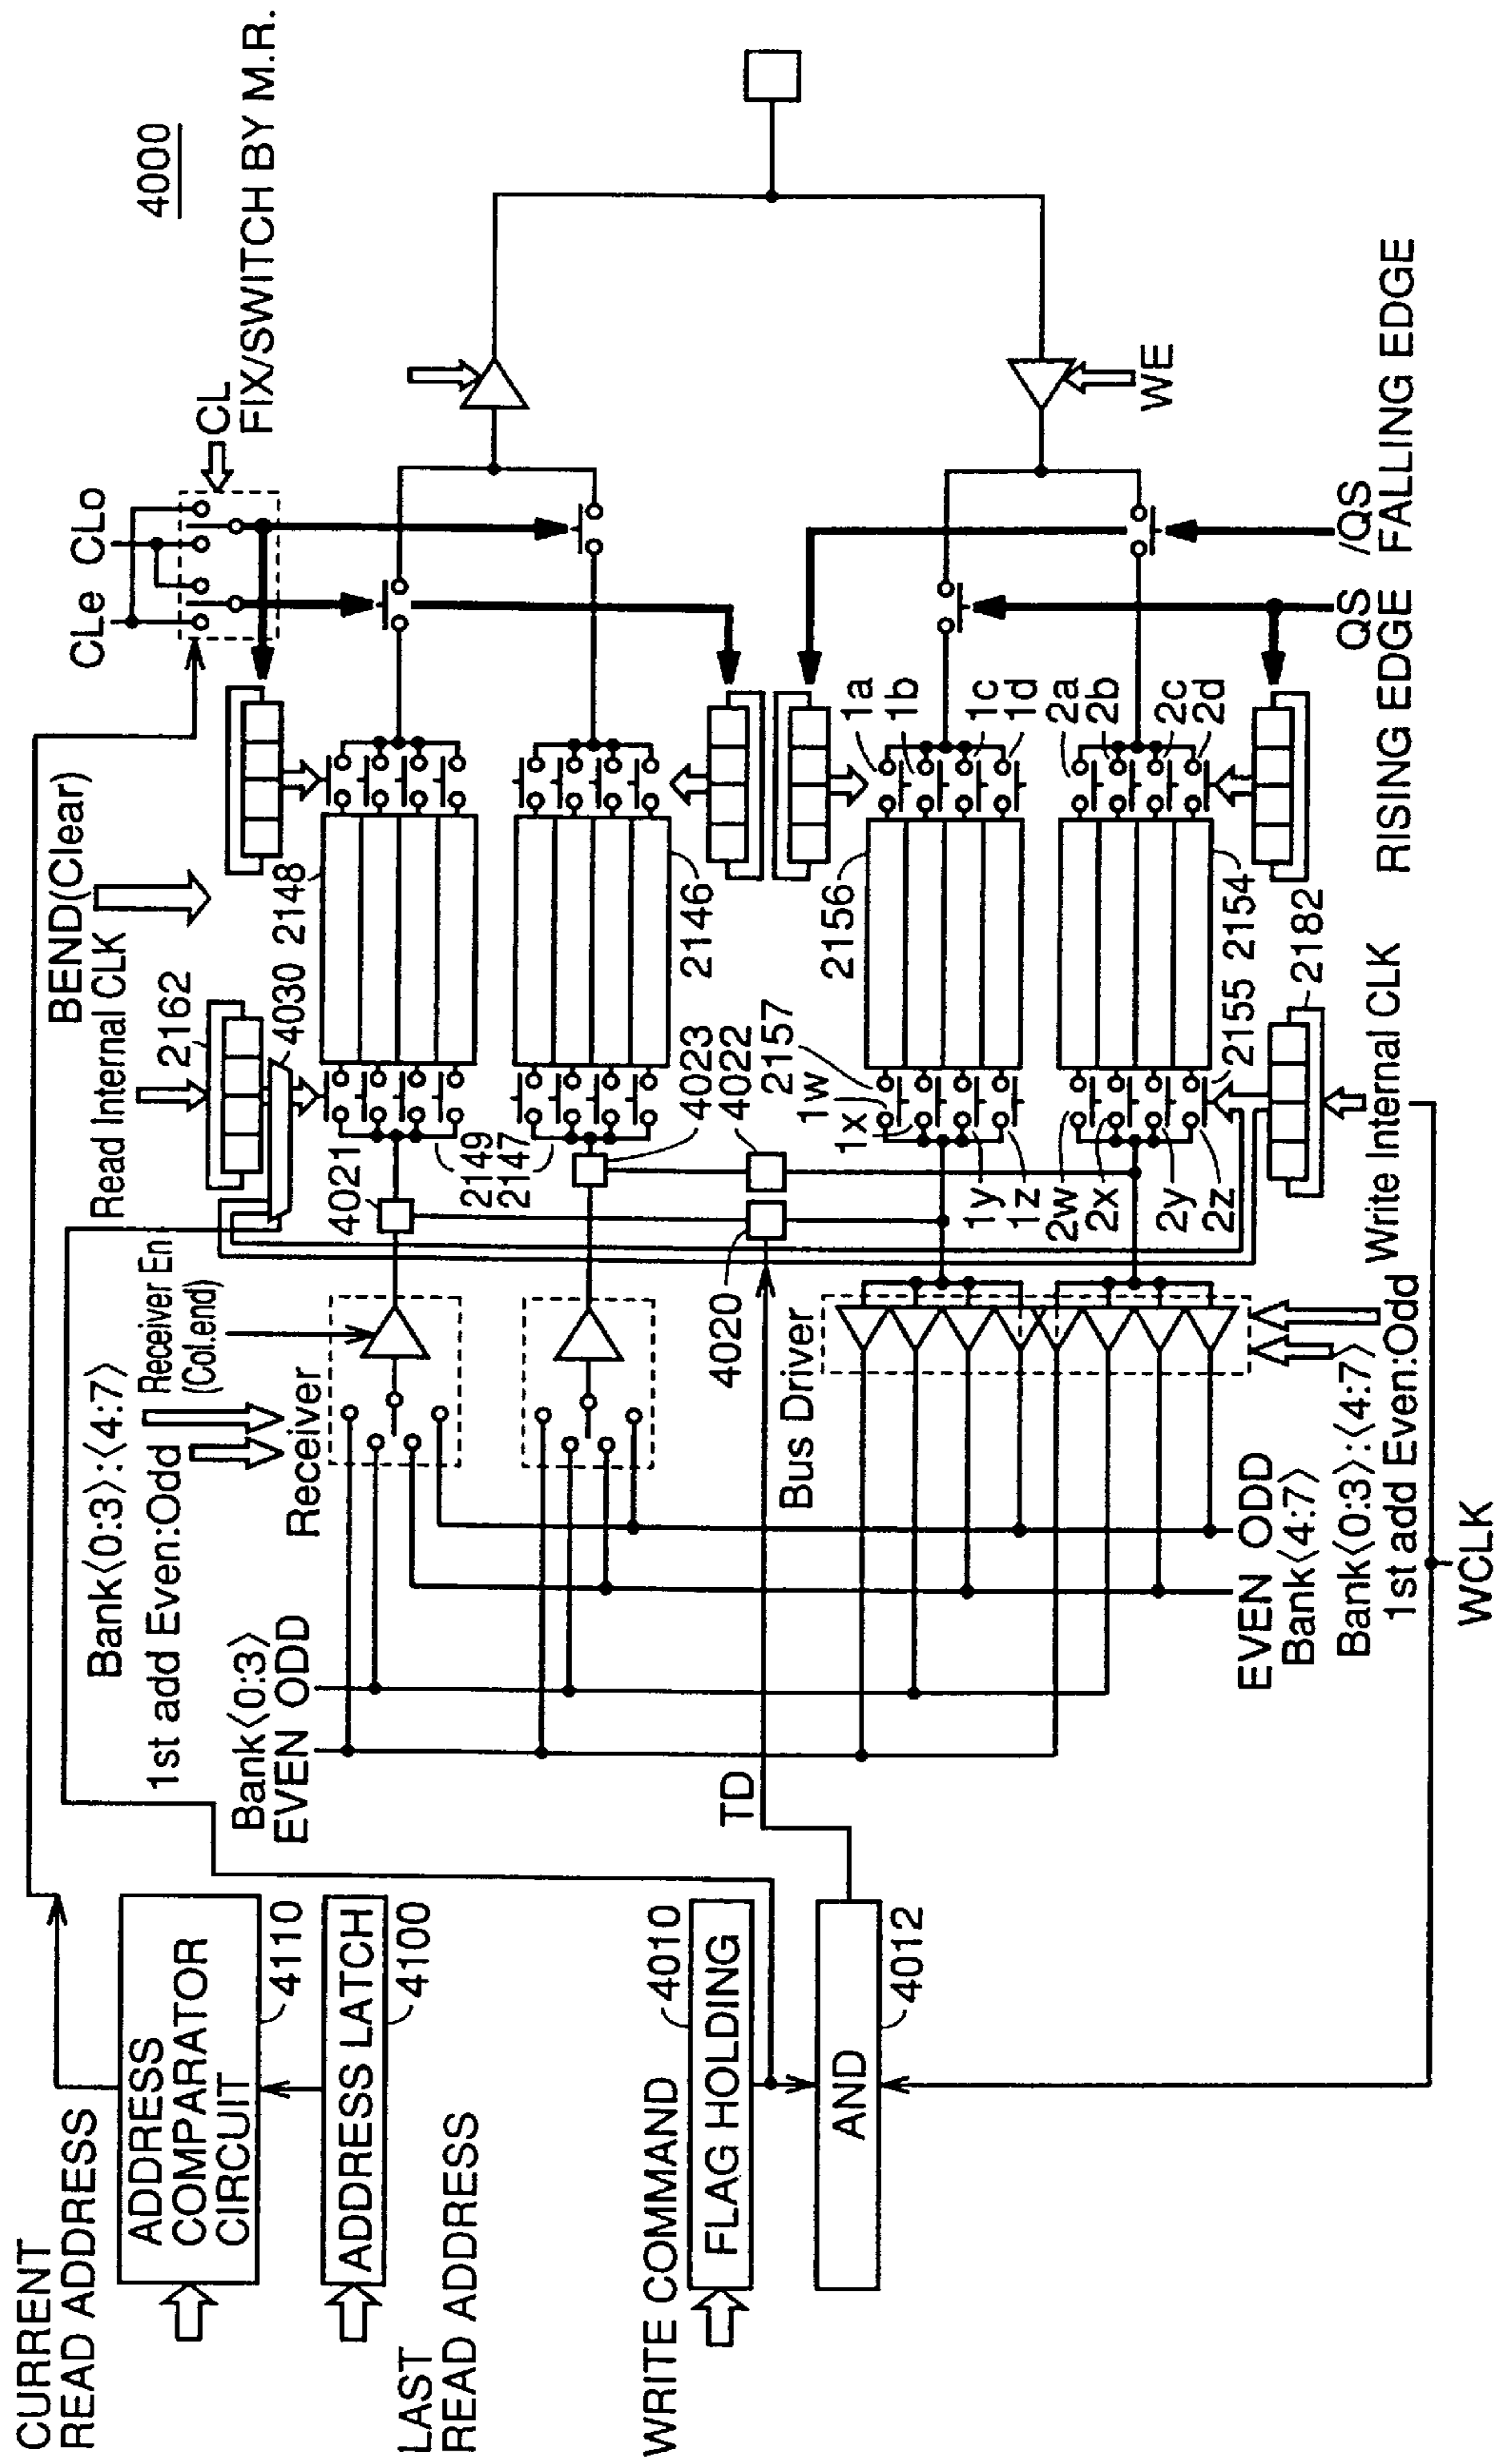 4000
CURRENT
READ ADDRESS
ADDRESS
COMPARATOR
CIRCUIT
4110
LAST
READ ADDRESS
ADDRESS LATCH
4100
WRITE COMMAND
FLAG HOLDING
4010
AND
4012
TD
Bank〈0:3〉
EVEN ODD
Bank〈0:3〉:〈4:7〉
1st add Even:Odd
Receiver En
(Col.end)
Receiver
BEND(Clear)
Read Internal CLK
2162
4030
2148
4021
2149
2147
2146
4023
4022
4020
CLe CLo
CL
FIX/SWITCH BY M.R.
Bus Driver
2157
2156
1w
1x
1y
1z
1a
1b
1c
1d
2w
2x
2y
2z
2a
2b
2c
2d
2155
2154
2182
WE
QS
RISING EDGE
/QS
FALLING EDGE
Write Internal CLK
EVEN ODD
Bank〈4:7〉
Bank〈0:3〉:〈4:7〉
1st add Even:Odd
WCLK